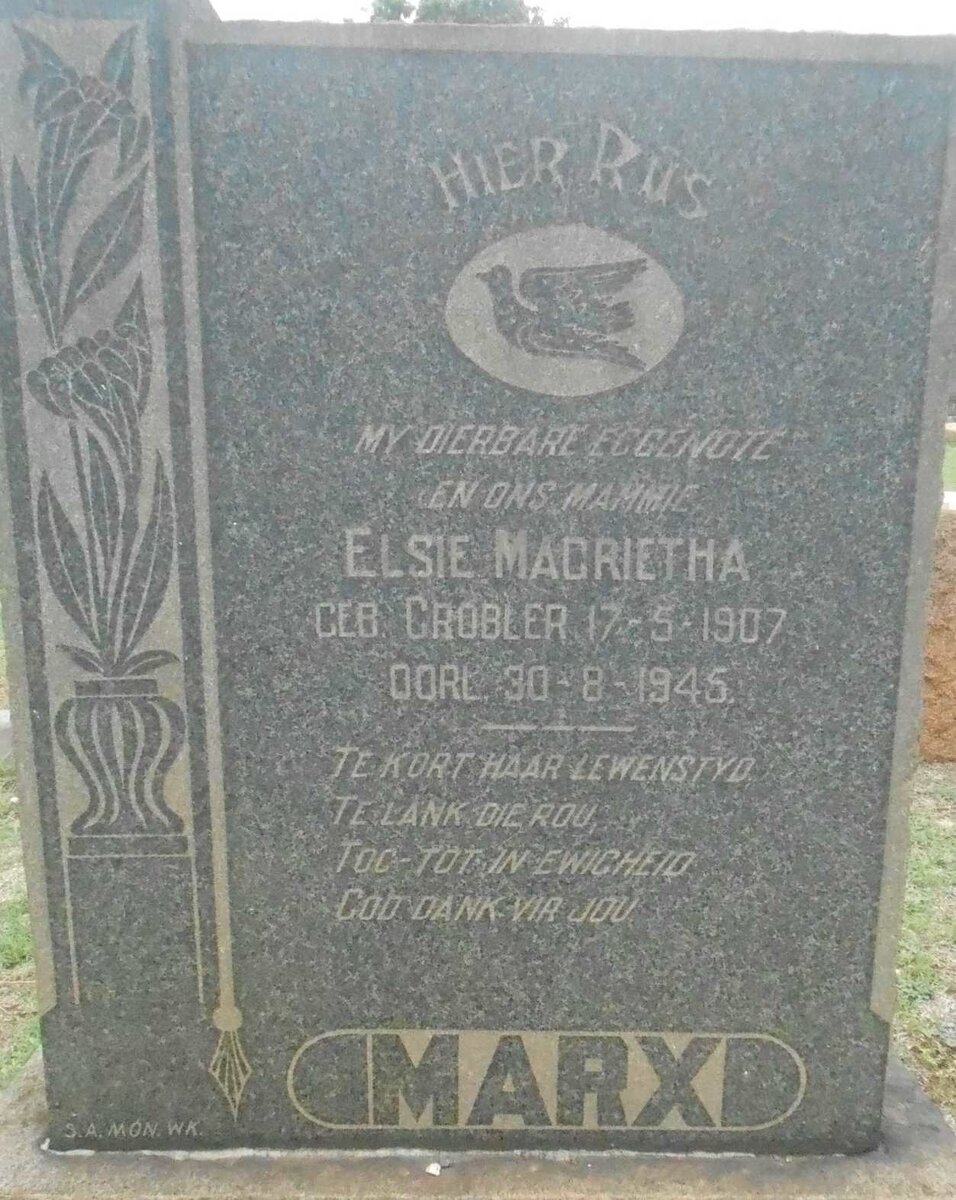 HIER RUS
MY DIERBARE EGGENOTE
EN ONS MAMMIE
ELSIE MAGRIETHA
GEB. GROBLER 17-5-1907
OORL. 30-8-1945.
TE KORT HAAR LEWENSTYD,
TE LANK DIE ROU,
TOG-TOT IN EWIGHEID
GOD DANK VIR JOU.
MARX
S.A. MON. WK.